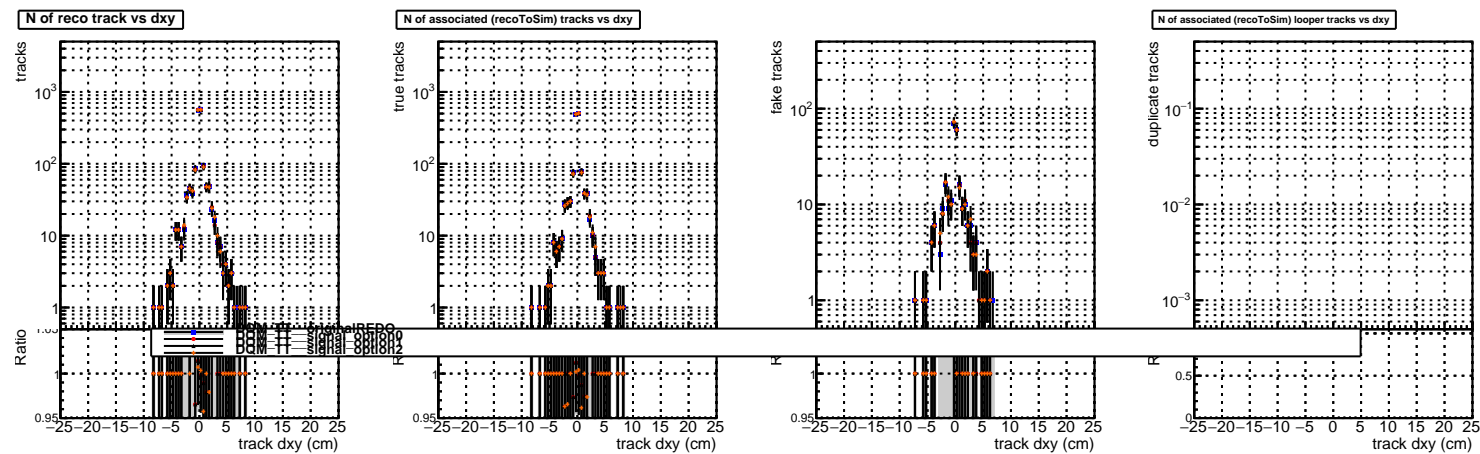 N of reco track vs dxy
N of associated (recoToSim) tracks vs dxy
N of associated (recoToSim) looper tracks vs dxy
tracks
true tracks
fake tracks
duplicate tracks
10³
10²
10
1
10³
10²
10
1
10²
10
1
10⁻¹
10⁻²
10⁻³
DQM_TT__originalREDO
DQM_TT__signal_option0
DQM_TT__signal_option2
Ratio
1
0.95
1
0.95
1
0.95
0.5
0
−25 −20 −15 −10 −5 0 5 10 15 20 25
−25 −20 −15 −10 −5 0 5 10 15 20 25
−25 −20 −15 −10 −5 0 5 10 15 20 25
−25 −20 −15 −10 −5 0 5 10 15 20 25
track dxy (cm)
track dxy (cm)
track dxy (cm)
track dxy (cm)